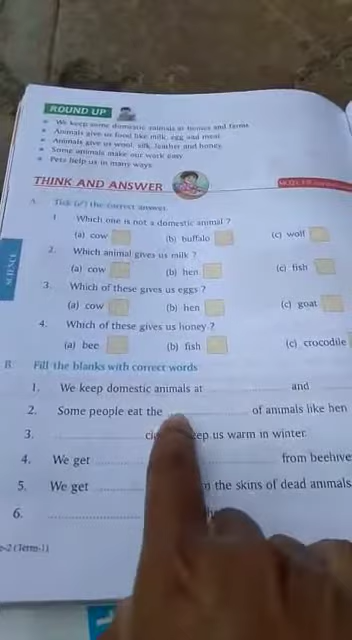 ROUND UP
We keep some domestic animals at homes and farms
Animals give us food like milk, egg and meat
Animals give us wool, silk, leather and honey
Some animals make our work easy
Pets help us in many ways
THINK AND ANSWER
A. Tick (✓) the correct answer.
1. Which one is not a domestic animal ?
(a) cow (b) buffalo (c) wolf
2. Which animal gives us milk ?
(a) cow (b) hen (c) fish
3. Which of these gives us eggs ?
(a) cow (b) hen (c) goat
4. Which of these gives us honey ?
(a) bee (b) fish (c) crocodile
SCIENCE
B. Fill the blanks with correct words
1. We keep domestic animals at ............ and ............
2. Some people eat the ............ of animals like hen
3. ............ keep us warm in winter
4. We get ............ from beehive
5. We get ............ the skins of dead animals
6. ............
-2 (Term-1)